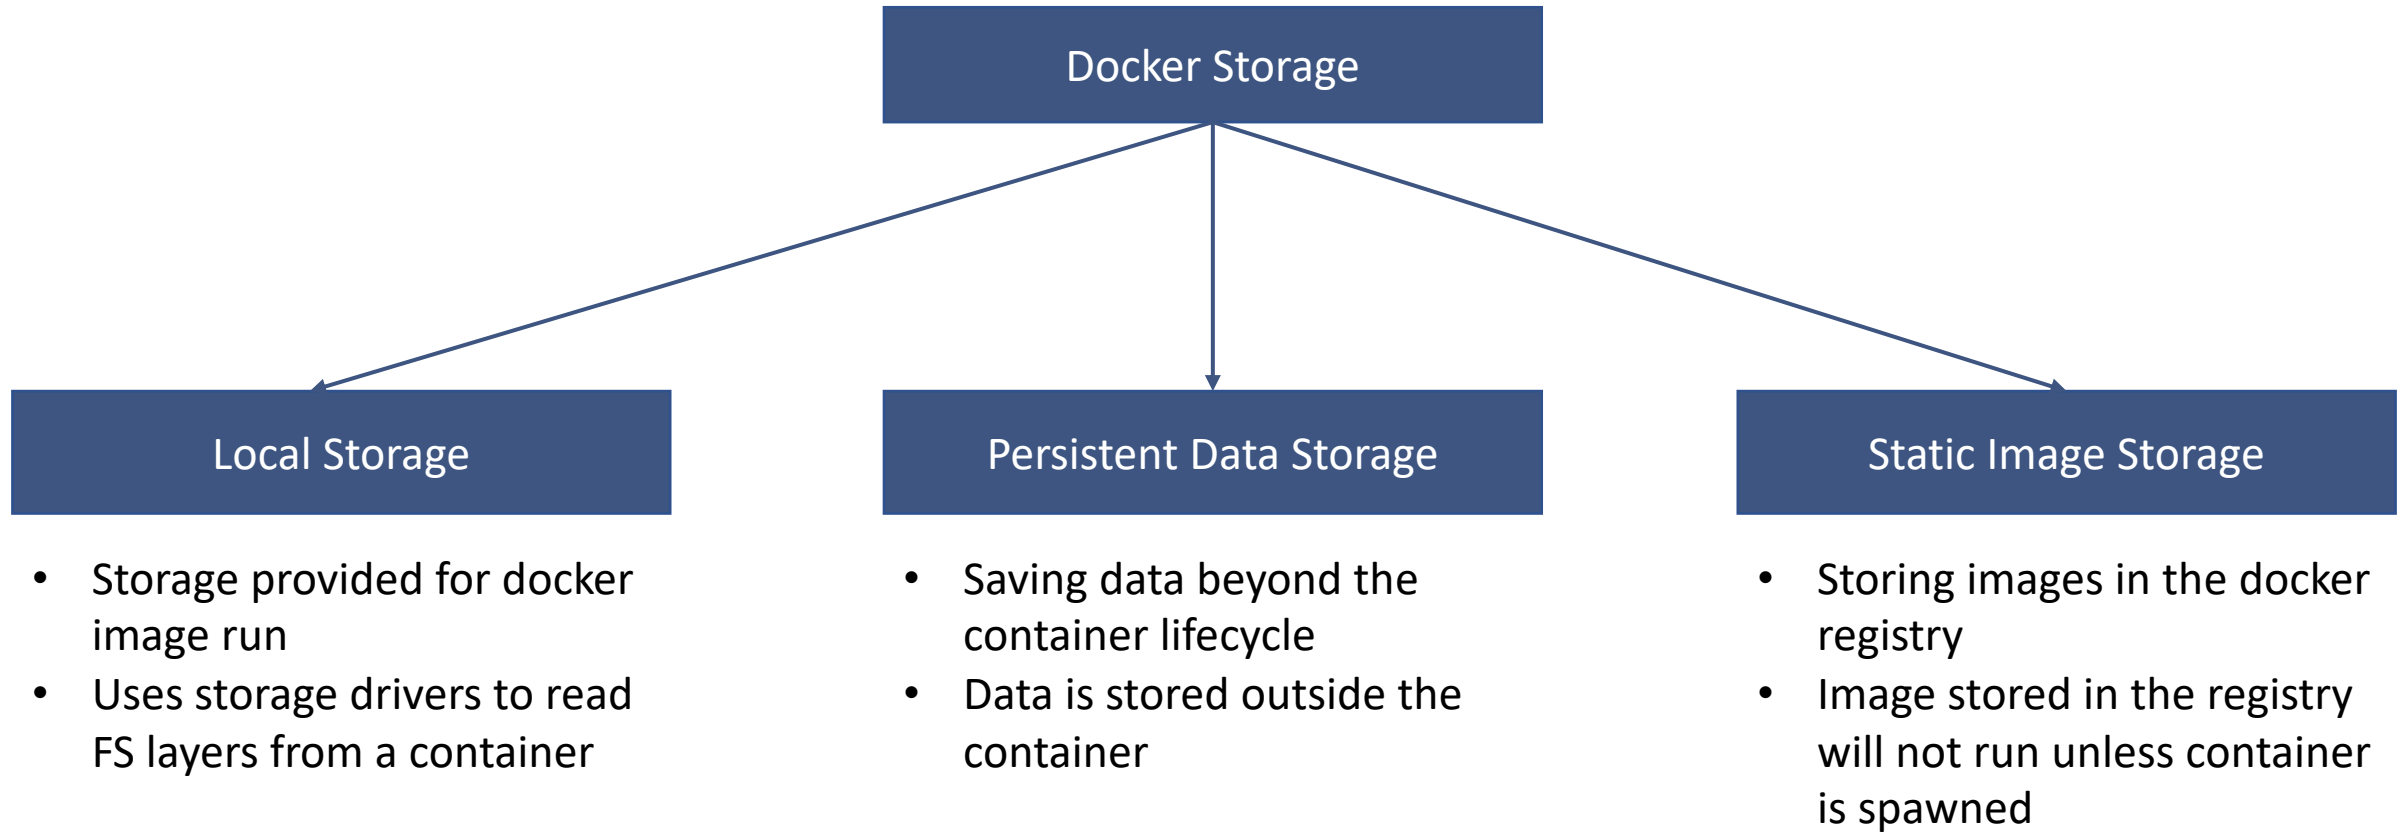 Docker Storage
Local Storage
• Storage provided for docker
image run
• Uses storage drivers to read
FS layers from a container
Persistent Data Storage
• Saving data beyond the
container lifecycle
• Data is stored outside the
container
Static Image Storage
• Storing images in the docker
registry
• Image stored in the registry
will not run unless container
is spawned